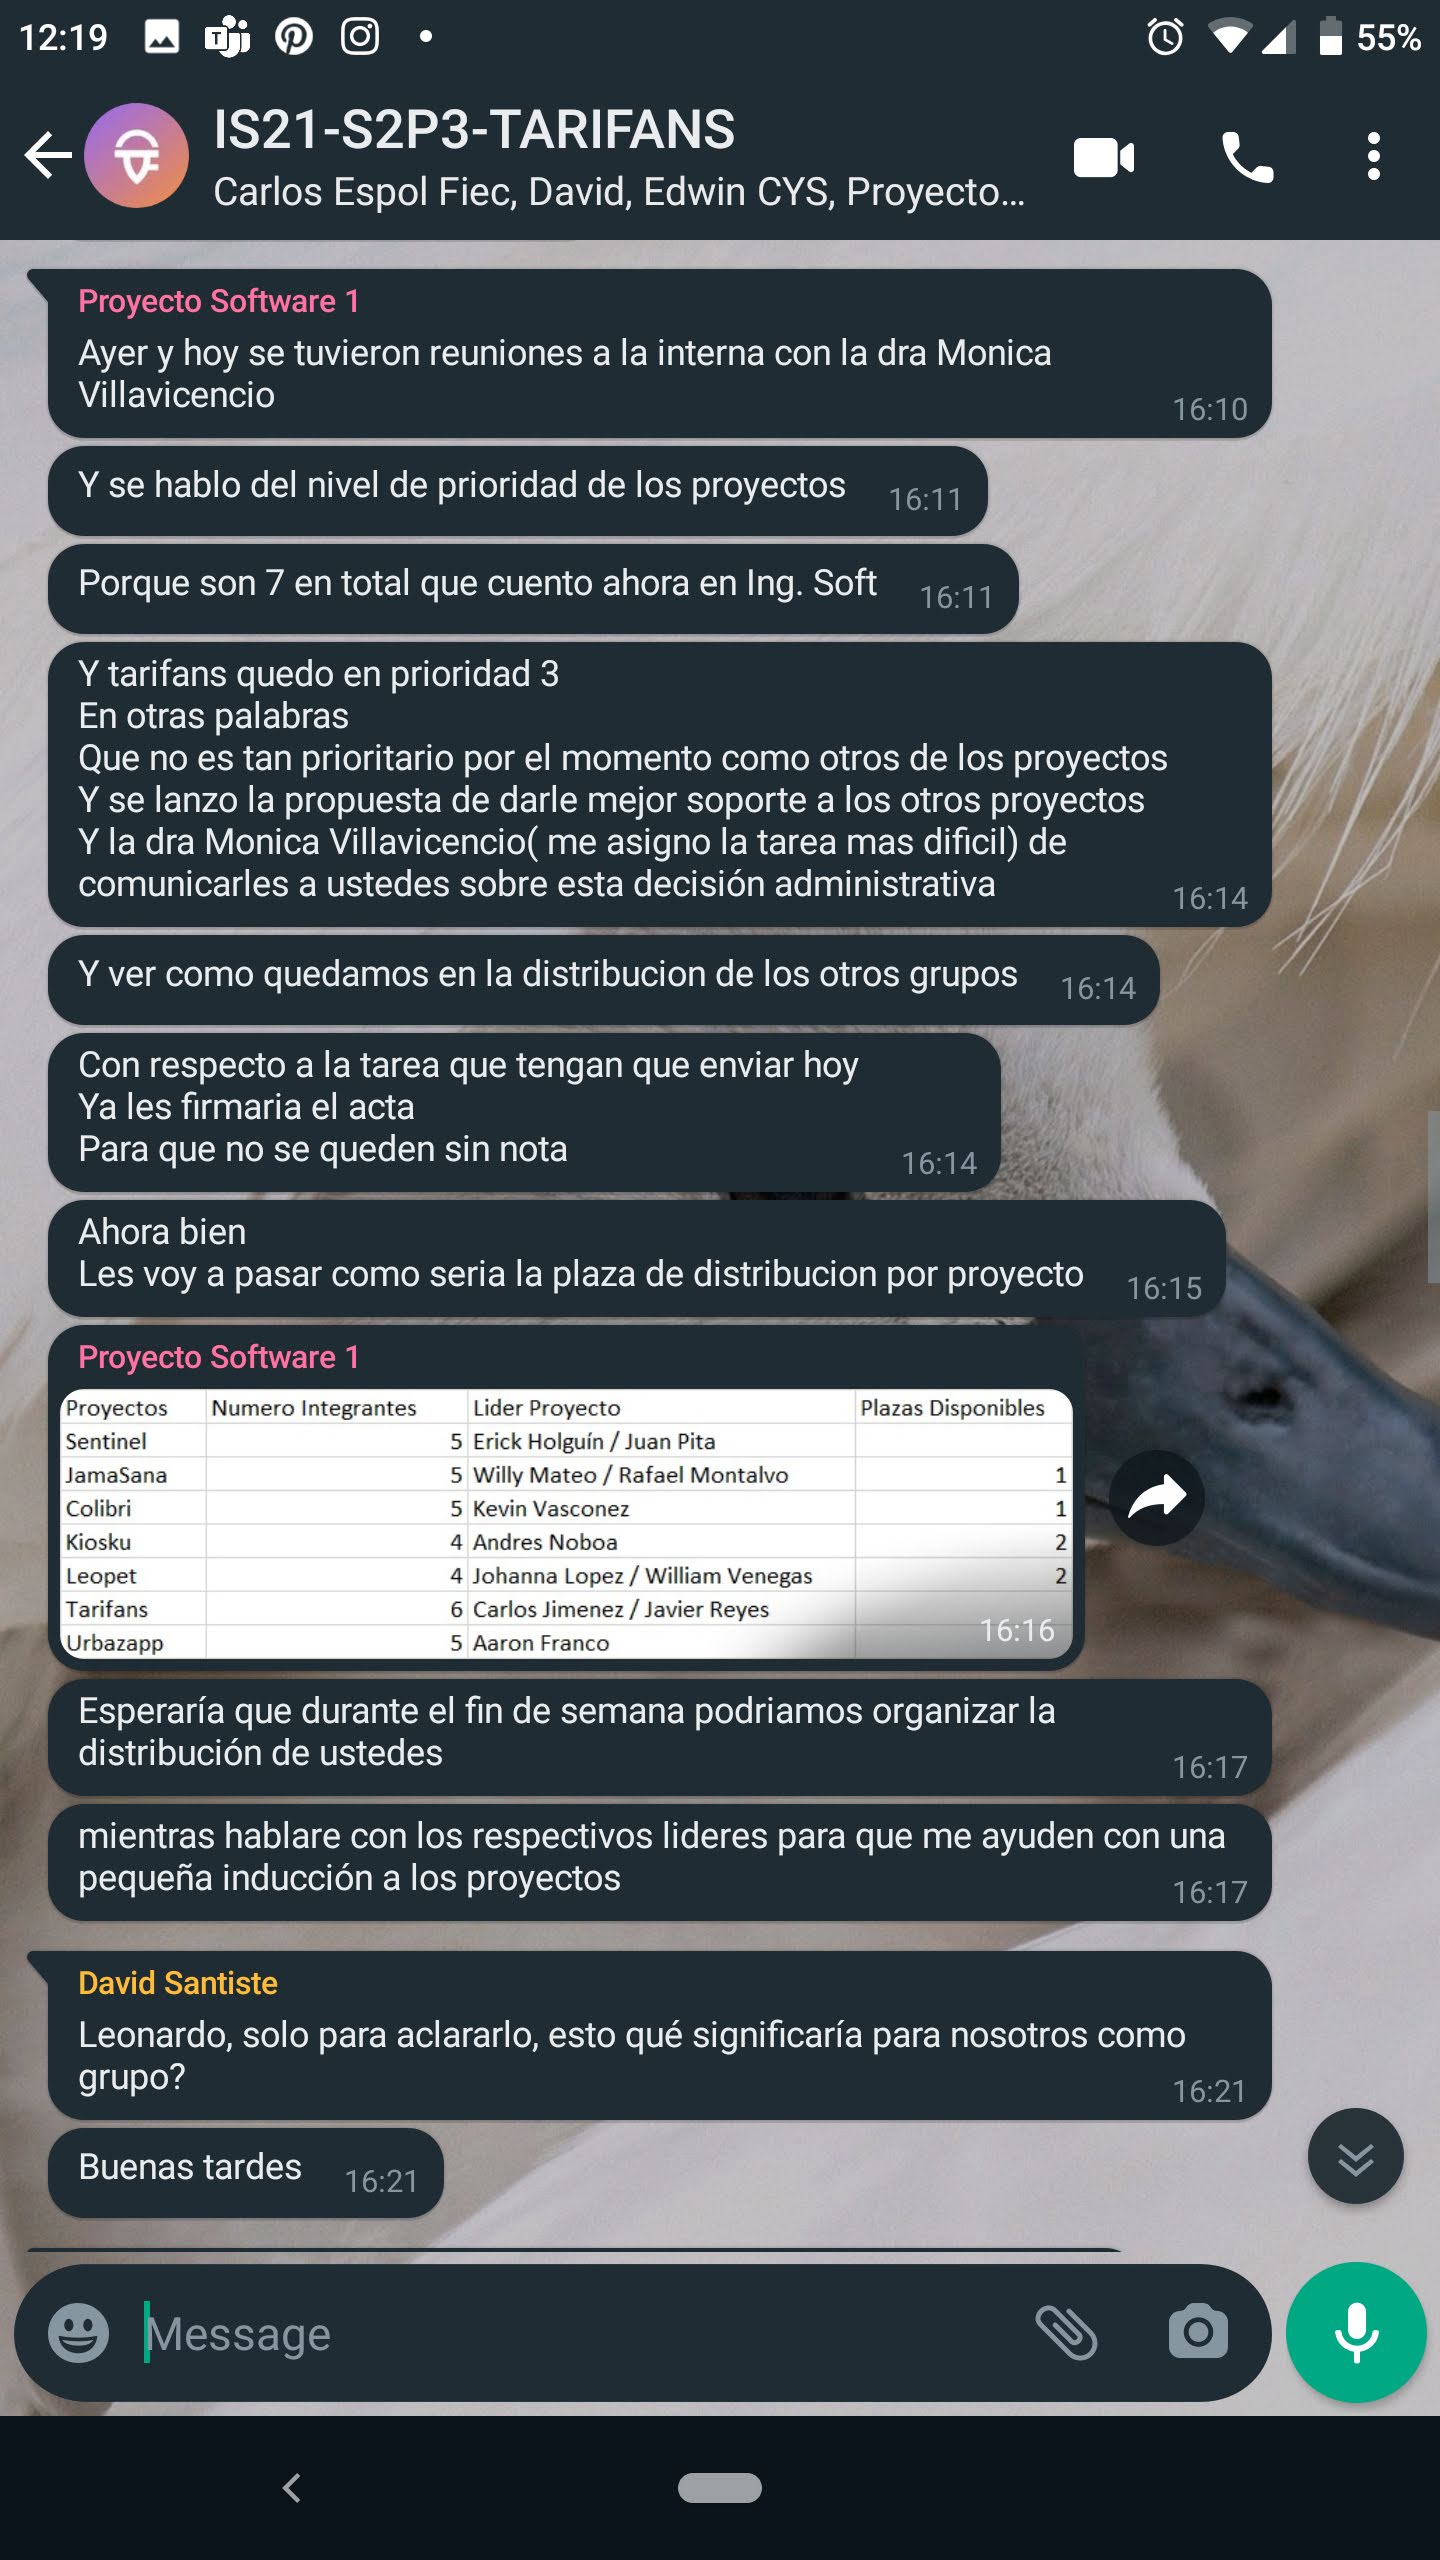 12:19
55%
IS21-S2P3-TARIFANS
Carlos Espol Fiec, David, Edwin CYS, Proyecto...
Proyecto Software 1
Ayer y hoy se tuvieron reuniones a la interna con la dra Monica
Villavicencio
16:10
Y se hablo del nivel de prioridad de los proyectos 16:11
Porque son 7 en total que cuento ahora en Ing. Soft 16:11
Y tarifans quedo en prioridad 3
En otras palabras
Que no es tan prioritario por el momento como otros de los proyectos
Y se lanzo la propuesta de darle mejor soporte a los otros proyectos
Y la dra Monica Villavicencio( me asigno la tarea mas dificil) de
comunicarles a ustedes sobre esta decisión administrativa 16:14
Y ver como quedamos en la distribucion de los otros grupos 16:14
Con respecto a la tarea que tengan que enviar hoy
Ya les firmaria el acta
Para que no se queden sin nota 16:14
Ahora bien
Les voy a pasar como seria la plaza de distribucion por proyecto 16:15
Proyecto Software 1
Proyectos Numero Integrantes Lider Proyecto Plazas Disponibles
Sentinel 5 Erick Holguín / Juan Pita
JamaSana 5 Willy Mateo / Rafael Montalvo 1
Colibri 5 Kevin Vasconez 1
Kiosku 4 Andres Noboa 2
Leopet 4 Johanna Lopez / William Venegas 2
Tarifans 6 Carlos Jimenez / Javier Reyes
Urbazapp 5 Aaron Franco
16:16
Esperaría que durante el fin de semana podriamos organizar la
distribución de ustedes 16:17
mientras hablare con los respectivos lideres para que me ayuden con una
pequeña inducción a los proyectos 16:17
David Santiste
Leonardo, solo para aclararlo, esto qué significaría para nosotros como
grupo? 16:21
Buenas tardes 16:21
Message